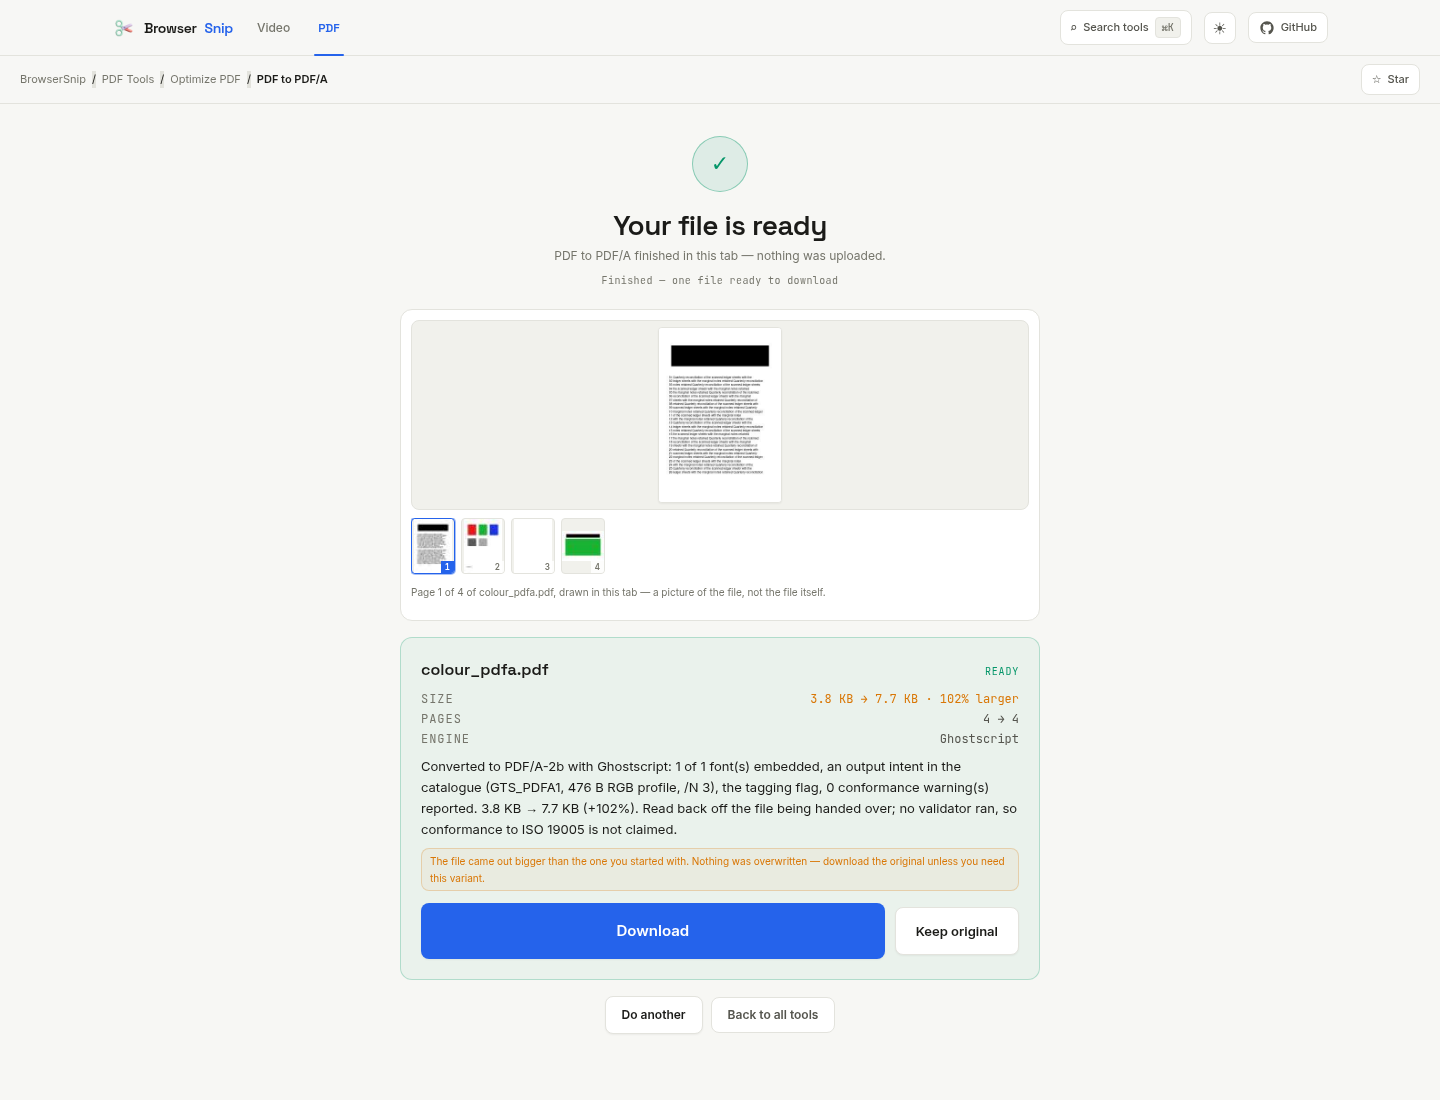 Browser Snip
Video
PDF
Search tools
⌘K
GitHub
BrowserSnip / PDF Tools / Optimize PDF / PDF to PDF/A
☆ Star
✓
Your file is ready
PDF to PDF/A finished in this tab — nothing was uploaded.
Finished — one file ready to download
1
2
3
4
Page 1 of 4 of colour_pdfa.pdf, drawn in this tab — a picture of the file, not the file itself.
colour_pdfa.pdf
READY
SIZE
3.8 KB → 7.7 KB · 102% larger
PAGES
4 → 4
ENGINE
Ghostscript
Converted to PDF/A-2b with Ghostscript: 1 of 1 font(s) embedded, an output intent in the
catalogue (GTS_PDFA1, 476 B RGB profile, /N 3), the tagging flag, 0 conformance warning(s)
reported. 3.8 KB → 7.7 KB (+102%). Read back off the file being handed over; no validator ran, so
conformance to ISO 19005 is not claimed.
The file came out bigger than the one you started with. Nothing was overwritten — download the original unless you need
this variant.
Download
Keep original
Do another
Back to all tools